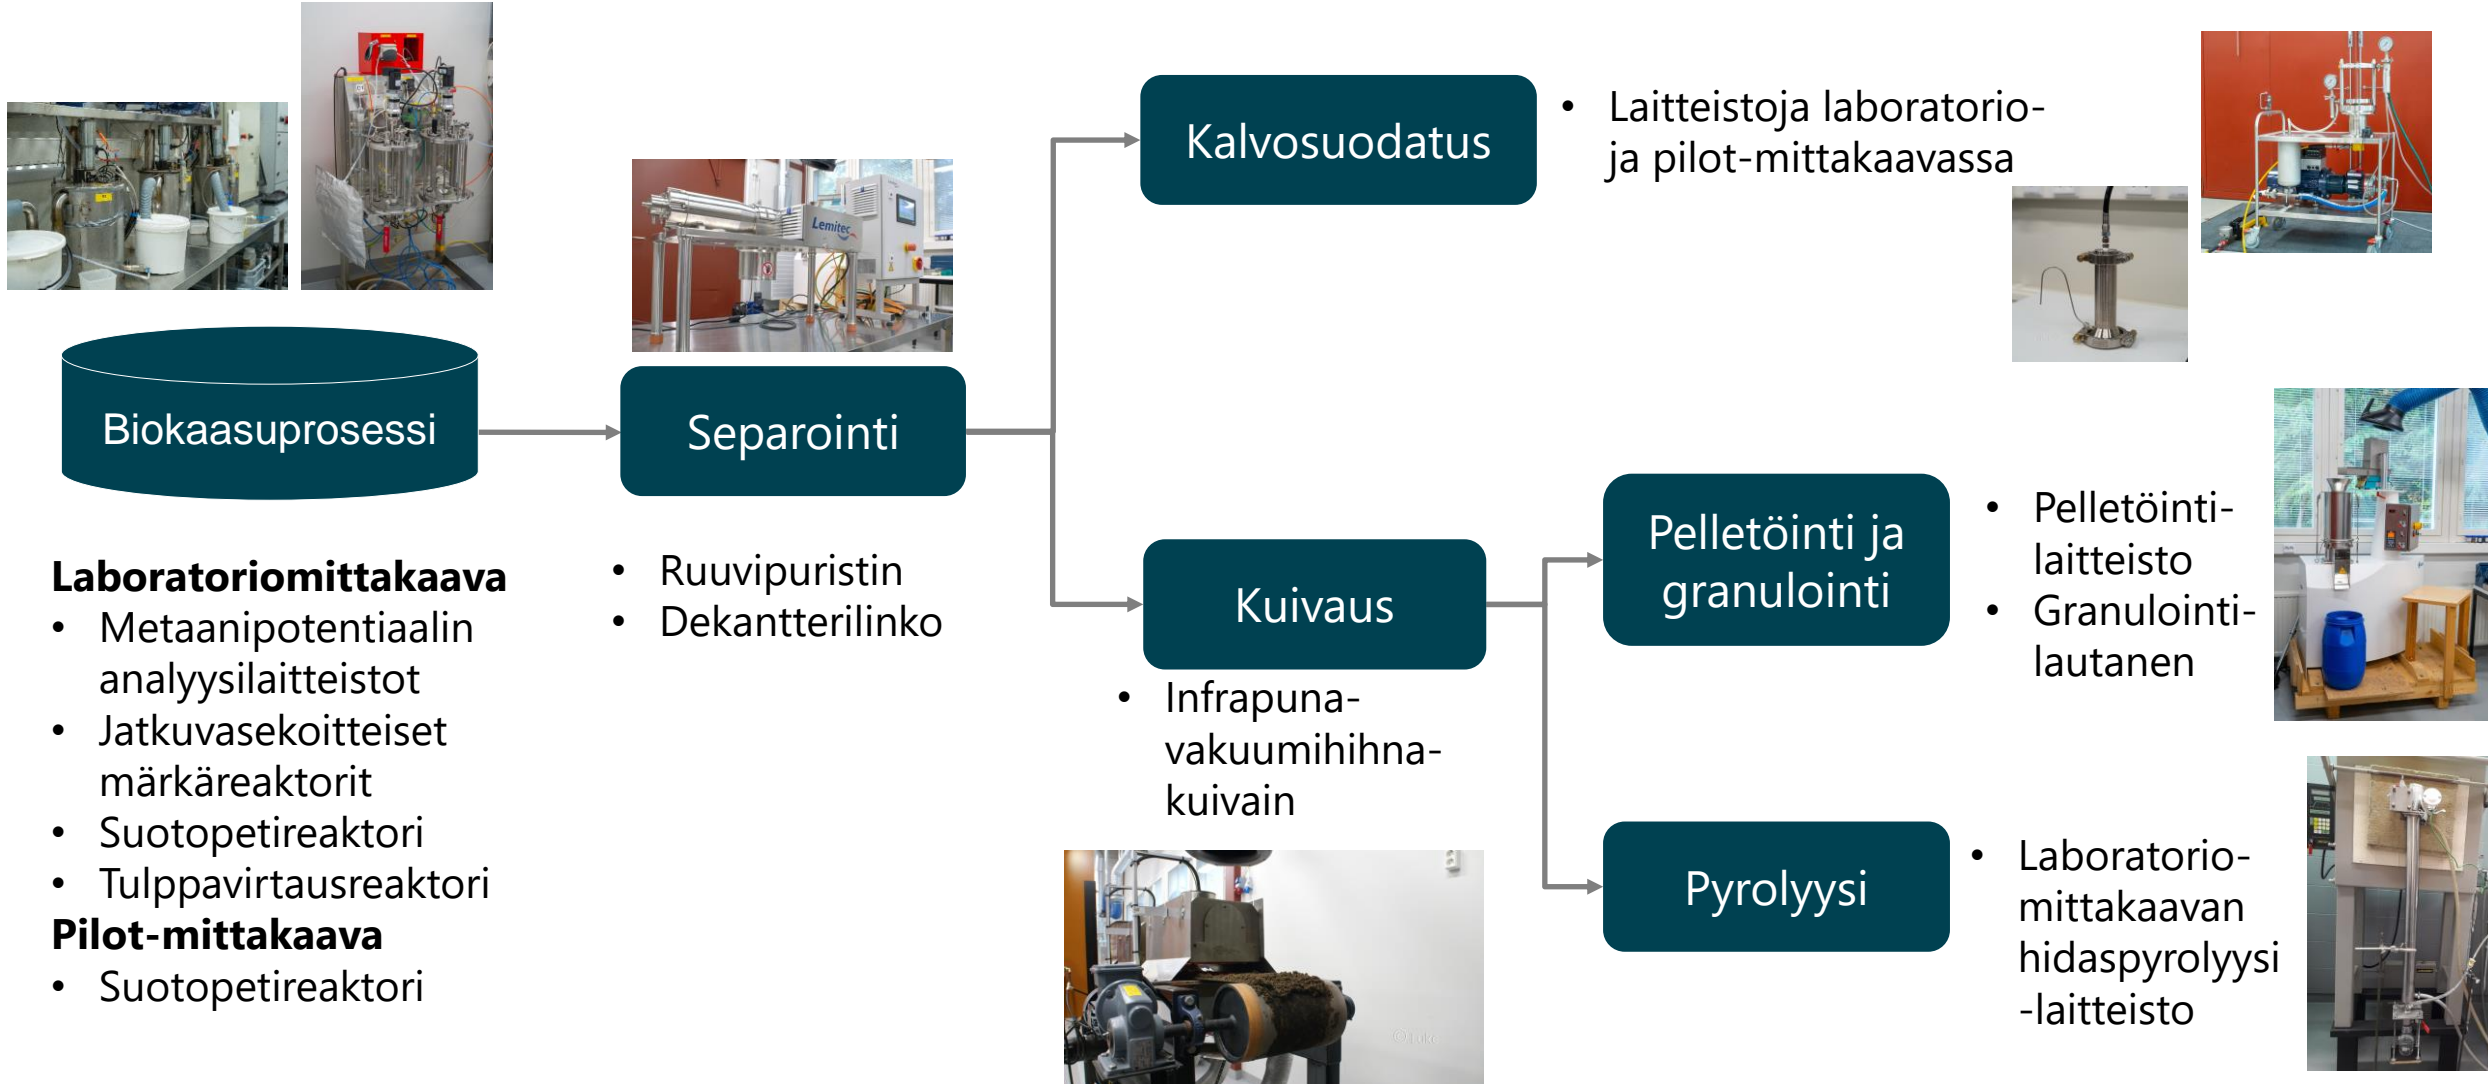 Biokaasuprosessi
Laboratoriomittakaava
• Metaanipotentiaalin
analyysilaitteistot
• Jatkuvasekoitteiset
märkäreaktorit
• Suotopetireaktori
• Tulppavirtausreaktori
Pilot-mittakaava
• Suotopetireaktori
Lemitec
Separointi
• Ruuvipuristin
• Dekantterilinko
Kalvosuodatus
• Laitteistoja laboratorio-
ja pilot-mittakaavassa
Kuivaus
• Infrapuna-
vakuumihihna-
kuivain
© Luke
Pelletöinti ja
granulointi
• Pelletöinti-
laitteisto
• Granulointi-
lautanen
Pyrolyysi
• Laboratorio-
mittakaavan
hidaspyrolyysi
-laitteisto